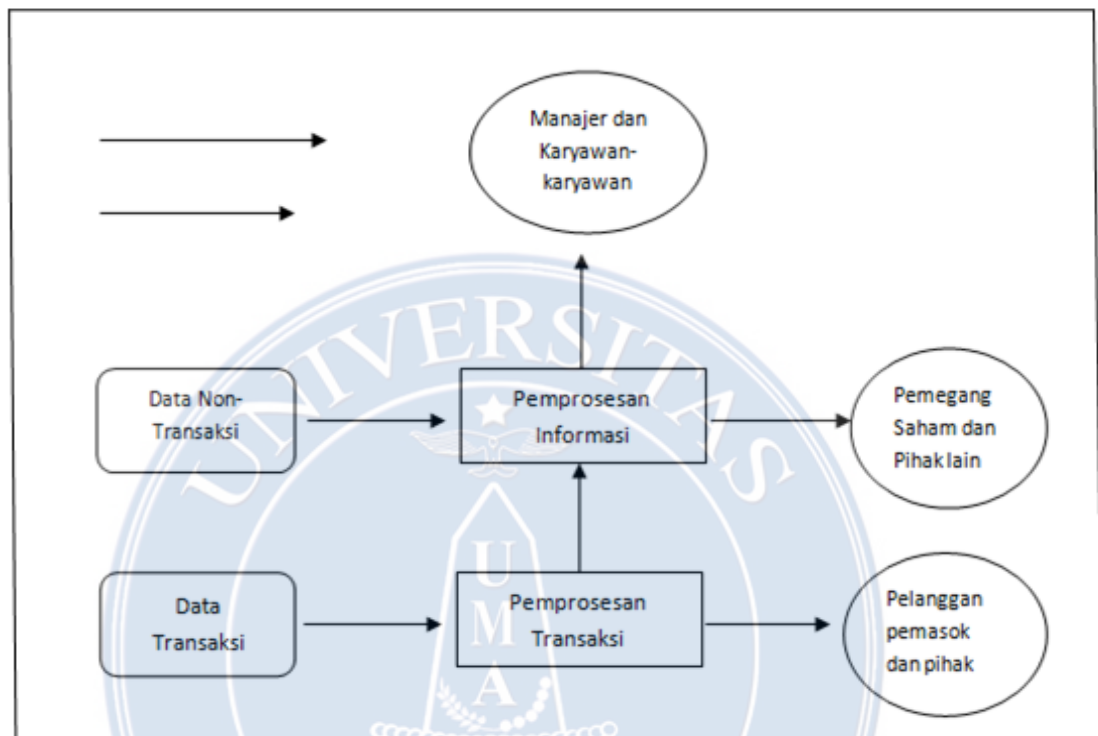 Manajer dan
Karyawan-
karyawan
UNIVERSITAS
Data Non-
Transaksi
Pemprosesan
Informasi
Pemegang
Saham dan
Pihak lain
Data
Transaksi
Pemprosesan
Transaksi
Pelanggan
pemasok
dan pihak
U
M
A